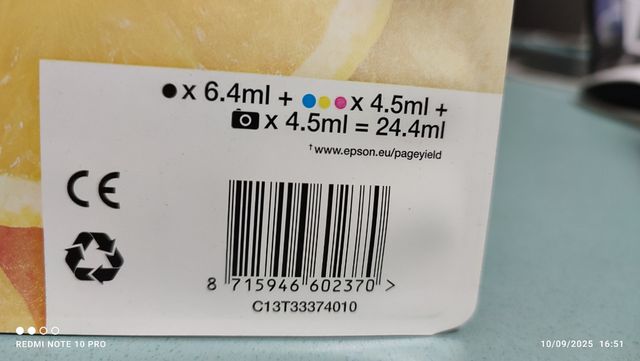 x 6.4ml + x 4.5ml +
x 4.5ml = 24.4ml
†www.epson.eu/pageyield
CE
8 715946 602370 >
C13T33374010
REDMI NOTE 10 PRO
10/09/2025 16:51